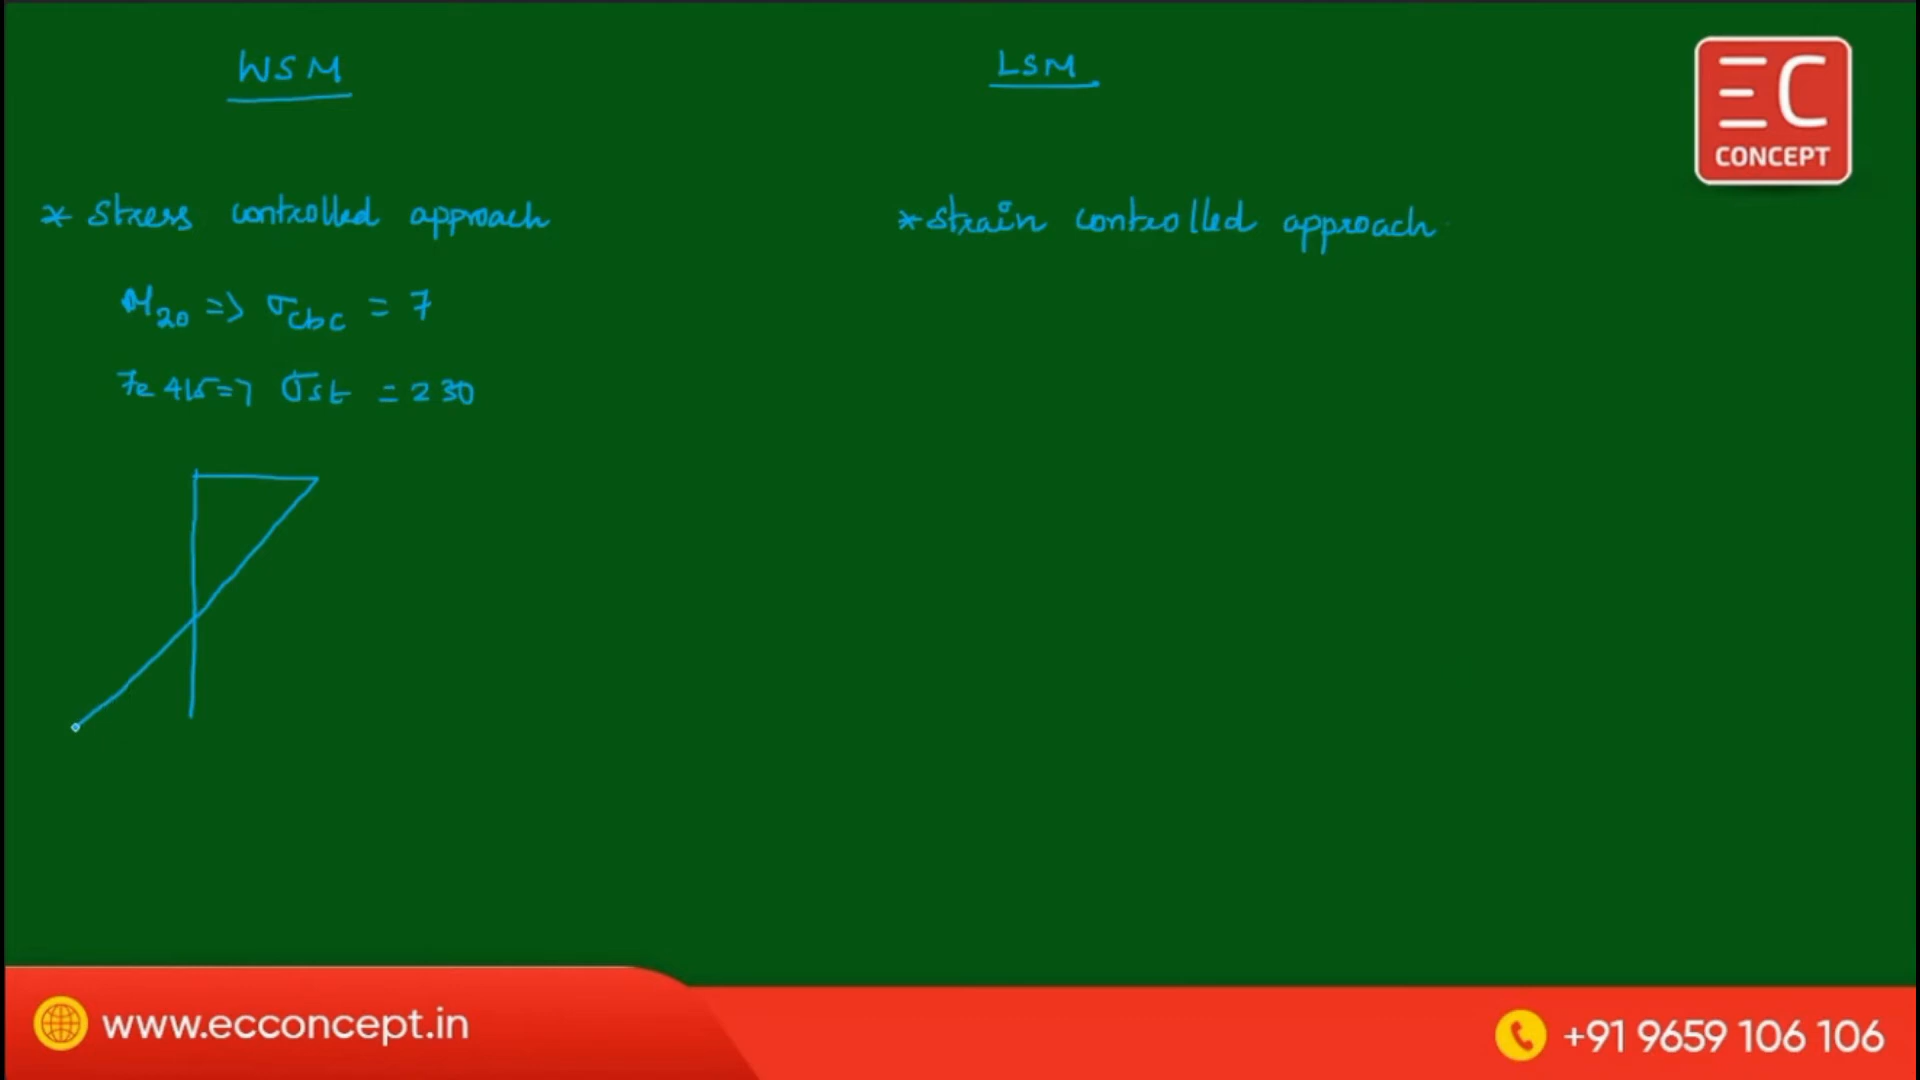 WSM
LSM
EC
CONCEPT
* Stress controlled approach
* Strain controlled approach
M20 => σcbc = 7
Fe 415 => σst = 230
www.ecconcept.in
+91 9659 106 106